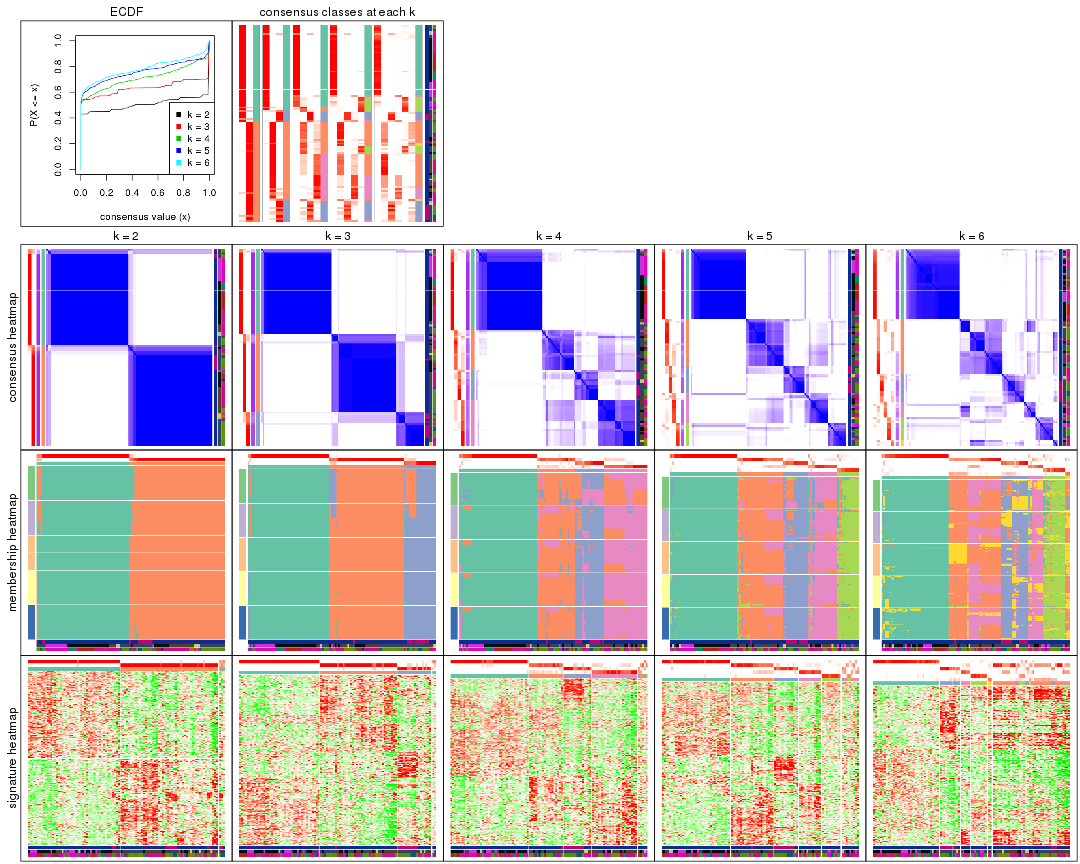 ECDF
consensus classes at each k
P(X <= x)
0.0 0.2 0.4 0.6 0.8 1.0
k = 2
k = 3
k = 4
k = 5
k = 6
0.0 0.2 0.4 0.6 0.8 1.0
consensus value (x)
k = 2 k = 3 k = 4 k = 5 k = 6
consensus heatmap
membership heatmap
signature heatmap